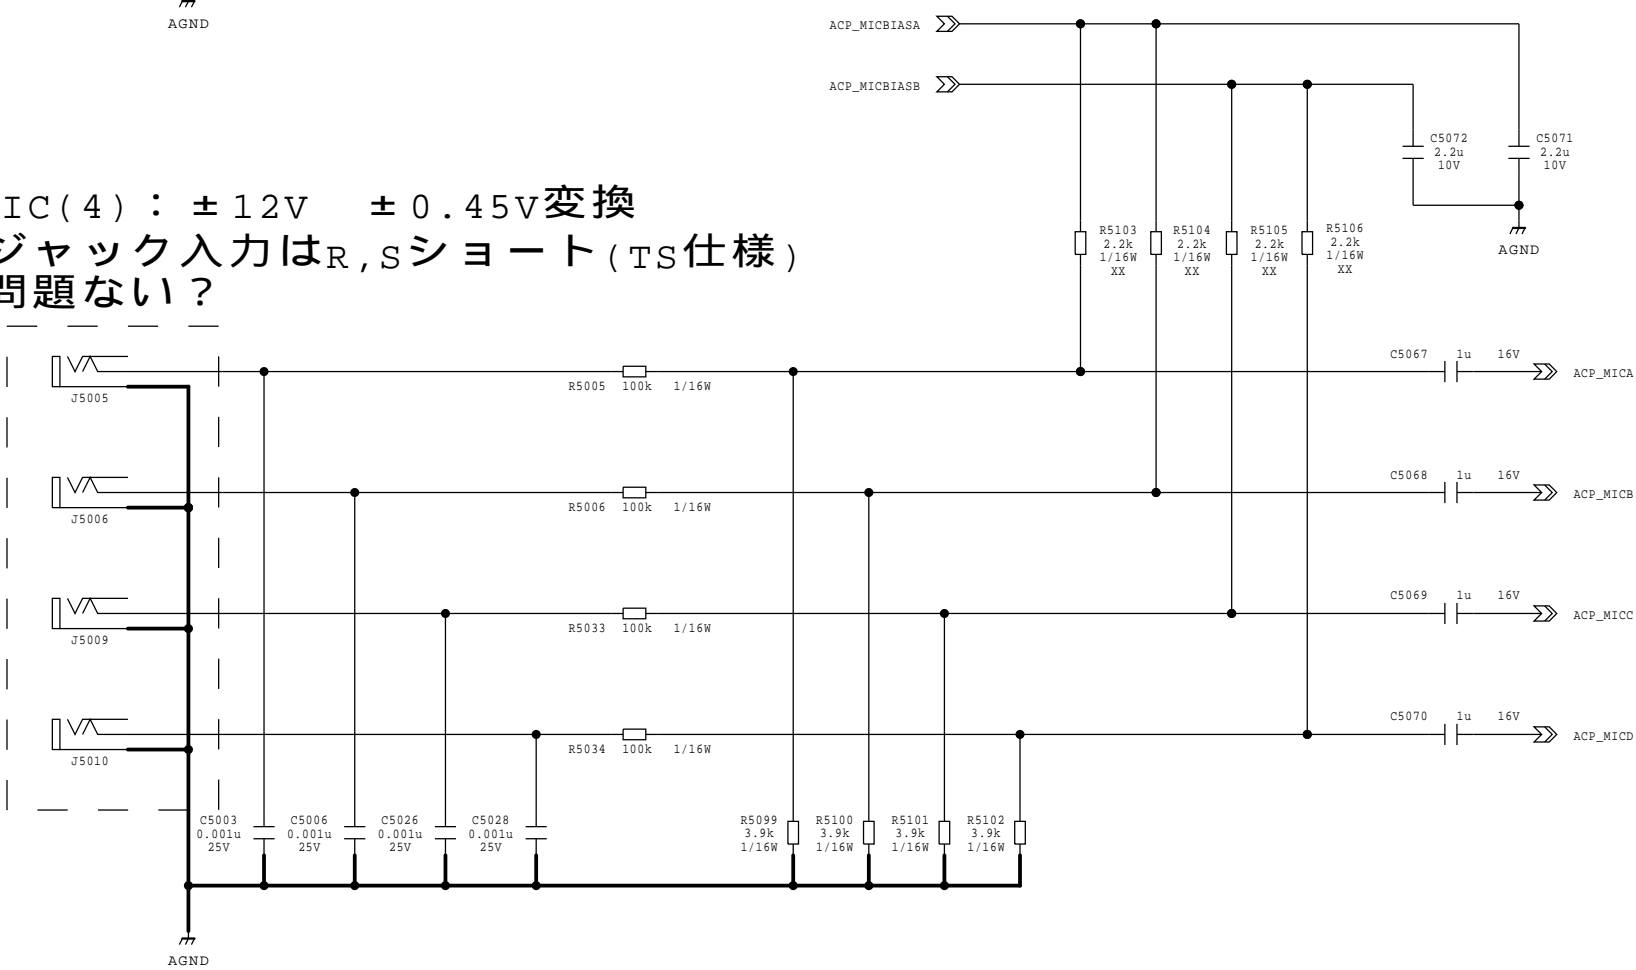 AGND
ACP_MICBIASA
ACP_MICBIASB
C5072
2.2u
10V
C5071
2.2u
10V
IC(4)：±12V ±0.45V変換
ジャック入力はR,Sショート(TS仕様)
問題ない？
R5103
2.2k
1/16W
XX
R5104
2.2k
1/16W
XX
R5105
2.2k
1/16W
XX
R5106
2.2k
1/16W
XX
AGND
J5005
R5005 100k 1/16W
C5067 1u 16V
ACP_MICA
J5006
R5006 100k 1/16W
C5068 1u 16V
ACP_MICB
J5009
R5033 100k 1/16W
C5069 1u 16V
ACP_MICC
J5010
R5034 100k 1/16W
C5070 1u 16V
ACP_MICD
C5003
0.001u
25V
C5006
0.001u
25V
C5026
0.001u
25V
C5028
0.001u
25V
R5099
3.9k
1/16W
R5100
3.9k
1/16W
R5101
3.9k
1/16W
R5102
3.9k
1/16W
AGND